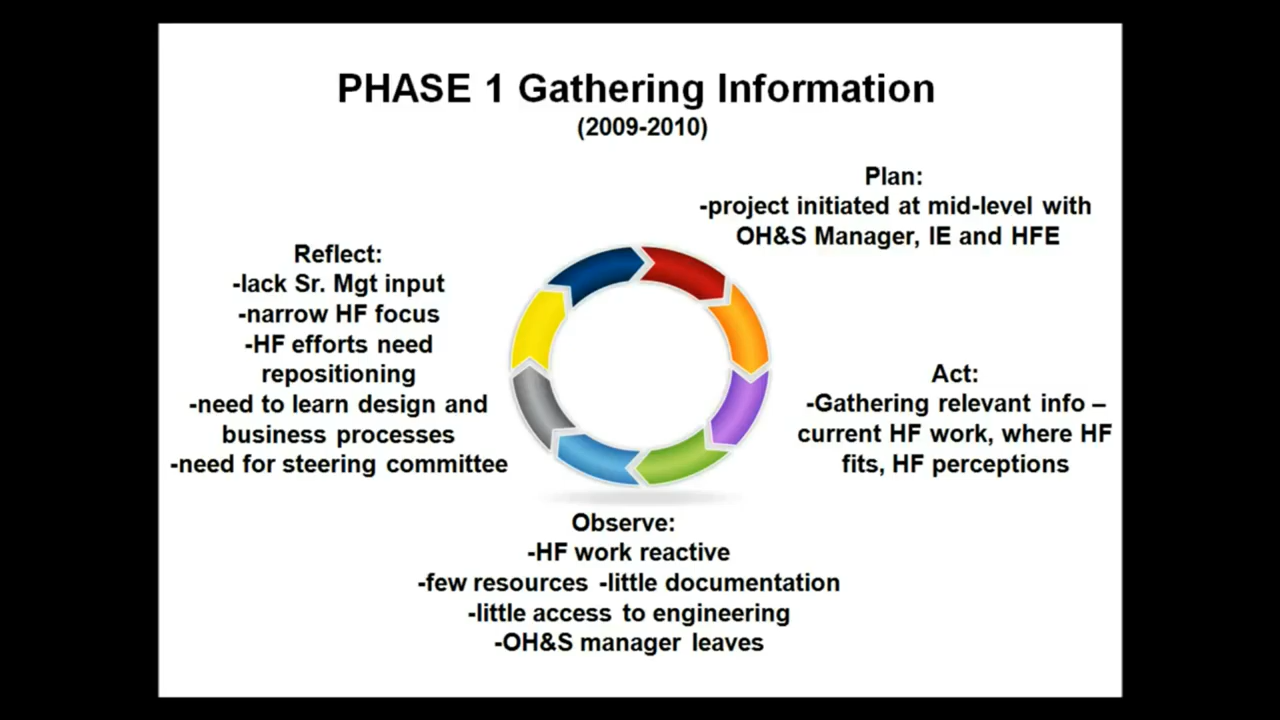 PHASE 1 Gathering Information
(2009-2010)
Plan:
-project initiated at mid-level with
OH&S Manager, IE and HFE
Act:
-Gathering relevant info –
current HF work, where HF
fits, HF perceptions
Observe:
-HF work reactive
-few resources -little documentation
-little access to engineering
-OH&S manager leaves
Reflect:
-lack Sr. Mgt input
-narrow HF focus
-HF efforts need
repositioning
-need to learn design and
business processes
-need for steering committee